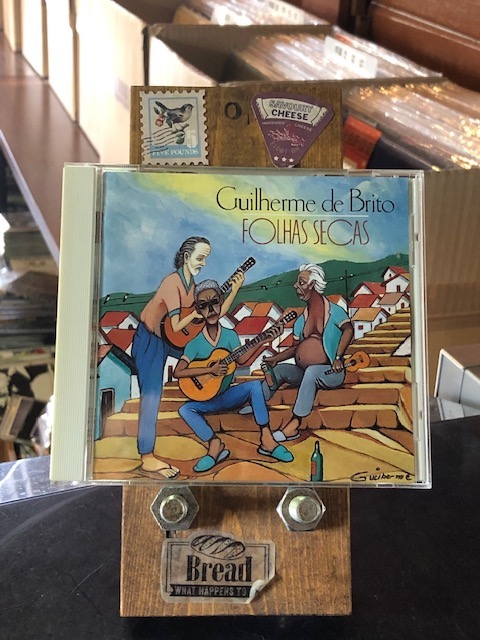 FIVE POUNDS
SAVOURY
CHEESE
Guilherme de Brito
FOLHAS SECAS
Guilherme
Bread
WHAT HAPPENS TO